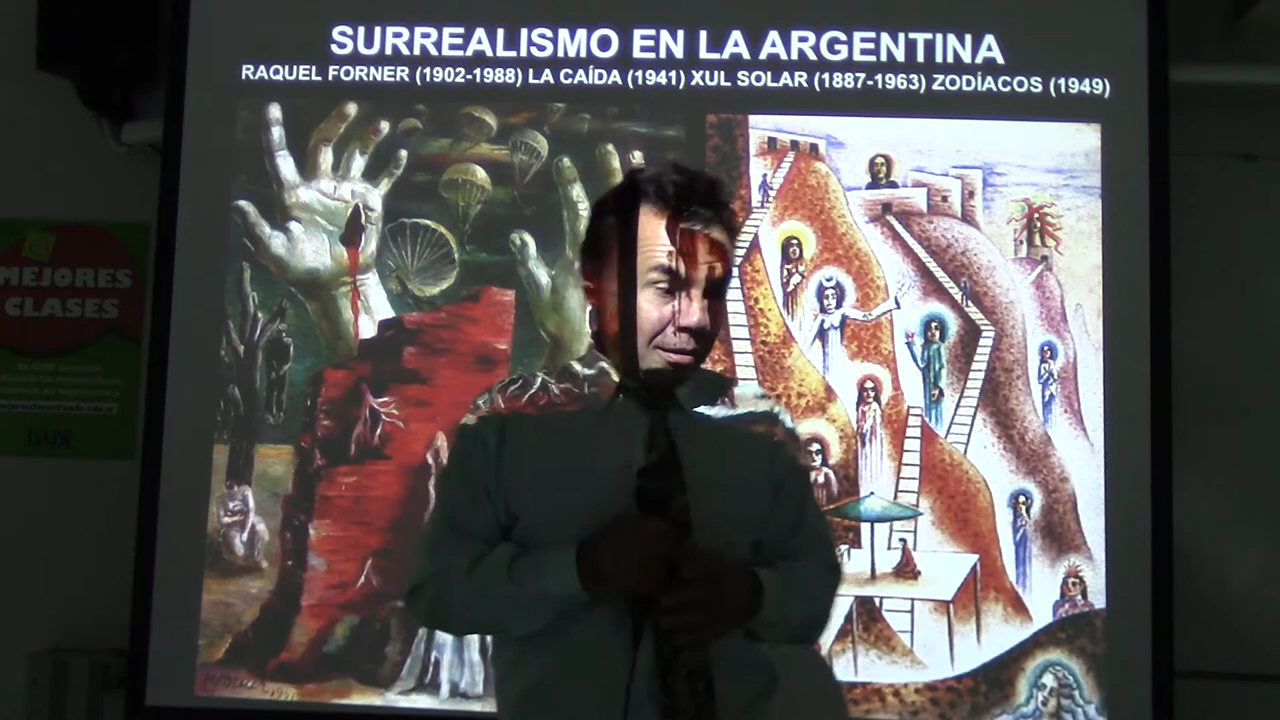 SURREALISMO EN LA ARGENTINA
RAQUEL FORNER (1902-1988) LA CAÍDA (1941) XUL SOLAR (1887-1963) ZODÍACOS (1949)
MEJORES
CLASES